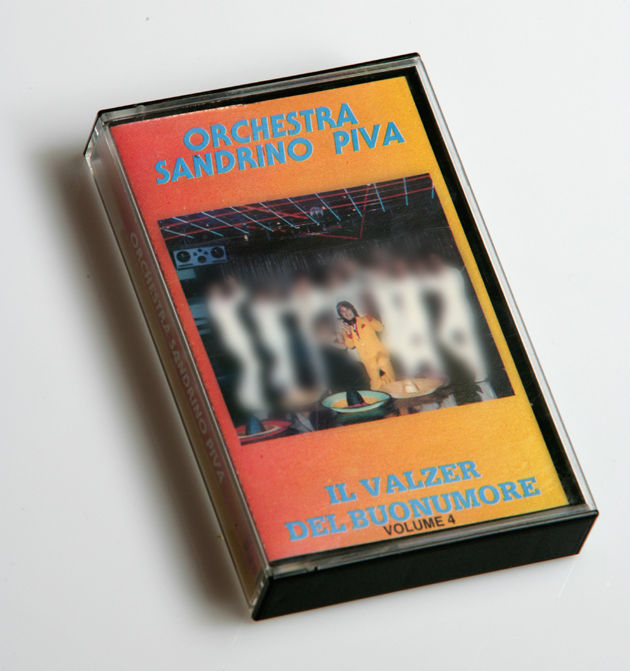 ORCHESTRA
SANDRINO PIVA
IL VALZER
DEL BUONUMORE
VOLUME 4
ORCHESTRA SANDRINO PIVA